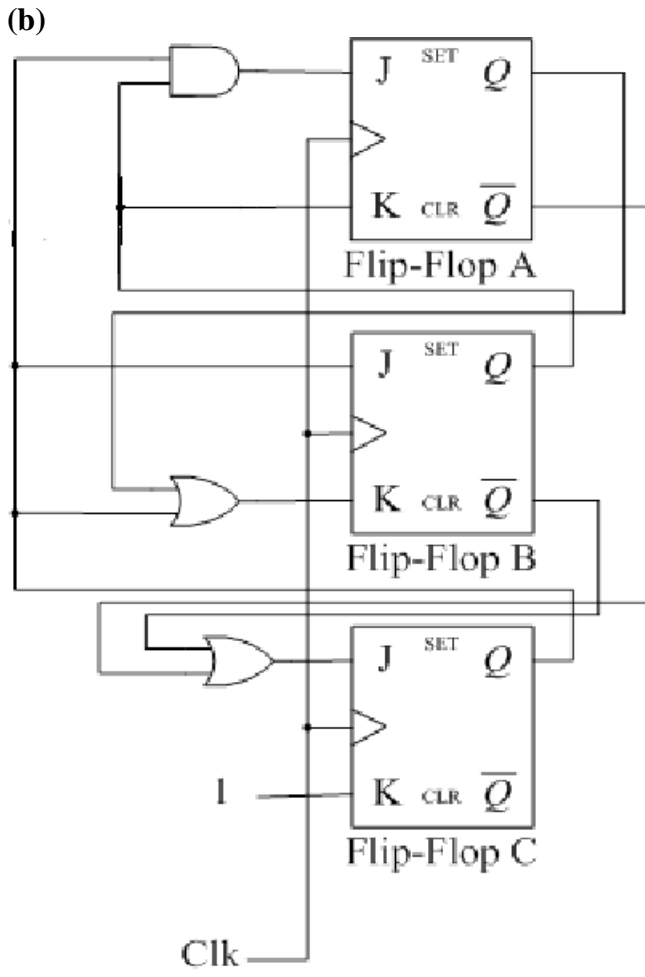 (b)
J SET Q
K CLR Q̅
Flip-Flop A
J SET Q
K CLR Q̅
Flip-Flop B
J SET Q
1 K CLR Q̅
Flip-Flop C
Clk